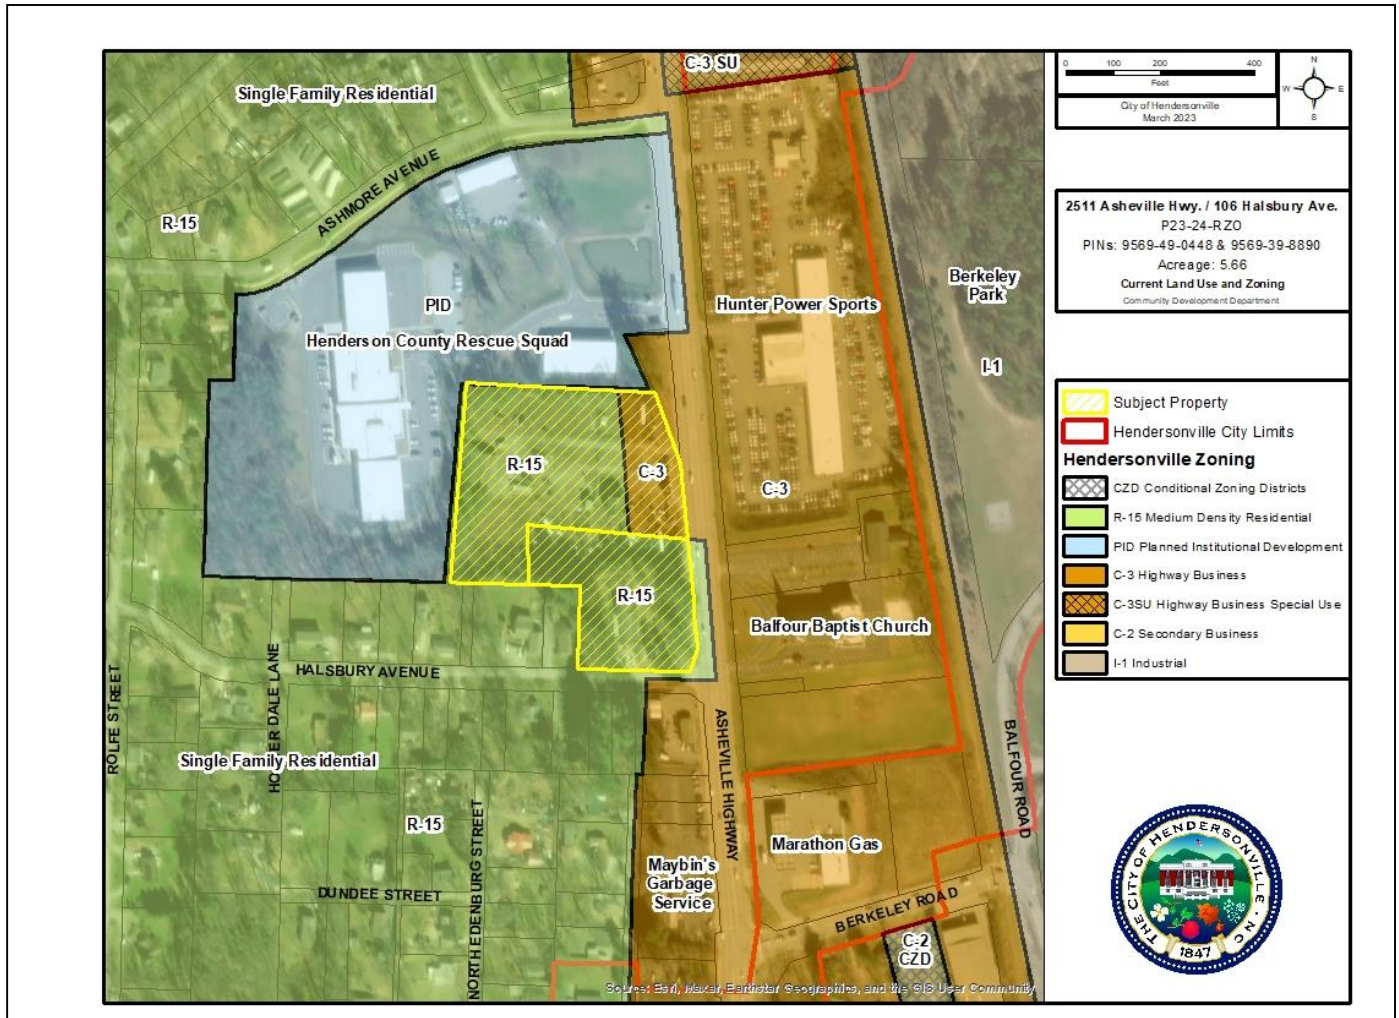 C-3 SU
Single Family Residential
ASHMORE AVENUE
R-15
PID
Henderson County Rescue Squad
Hunter Power Sports
Berkeley
Park
I-1
R-15
C-3
C-3
R-15
Balfour Baptist Church
HALSBURY AVENUE
ROLFE STREET
DALE LANE
Single Family Residential
R-15
NORTH EDENBURG STREET
DUNDEE STREET
ASHEVILLE HIGHWAY
BALFOUR ROAD
Maybin's
Garbage
Service
Marathon Gas
BERKELEY ROAD
C-2
CZD
Source: Esri, Maxar, Earthstar Geographics, and the GIS User Community
0 100 200 400
Feet
City of Hendersonville
March 2023
N
W E
S
2511 Asheville Hwy. / 106 Halsbury Ave.
P23-24-RZO
PINs: 9569-49-0448 & 9569-39-8890
Acreage: 5.66
Current Land Use and Zoning
Community Development Department
Subject Property
Hendersonville City Limits
Hendersonville Zoning
CZD Conditional Zoning Districts
R-15 Medium Density Residential
PID Planned Institutional Development
C-3 Highway Business
C-3SU Highway Business Special Use
C-2 Secondary Business
I-1 Industrial
THE CITY OF HENDERSONVILLE · NC
1847